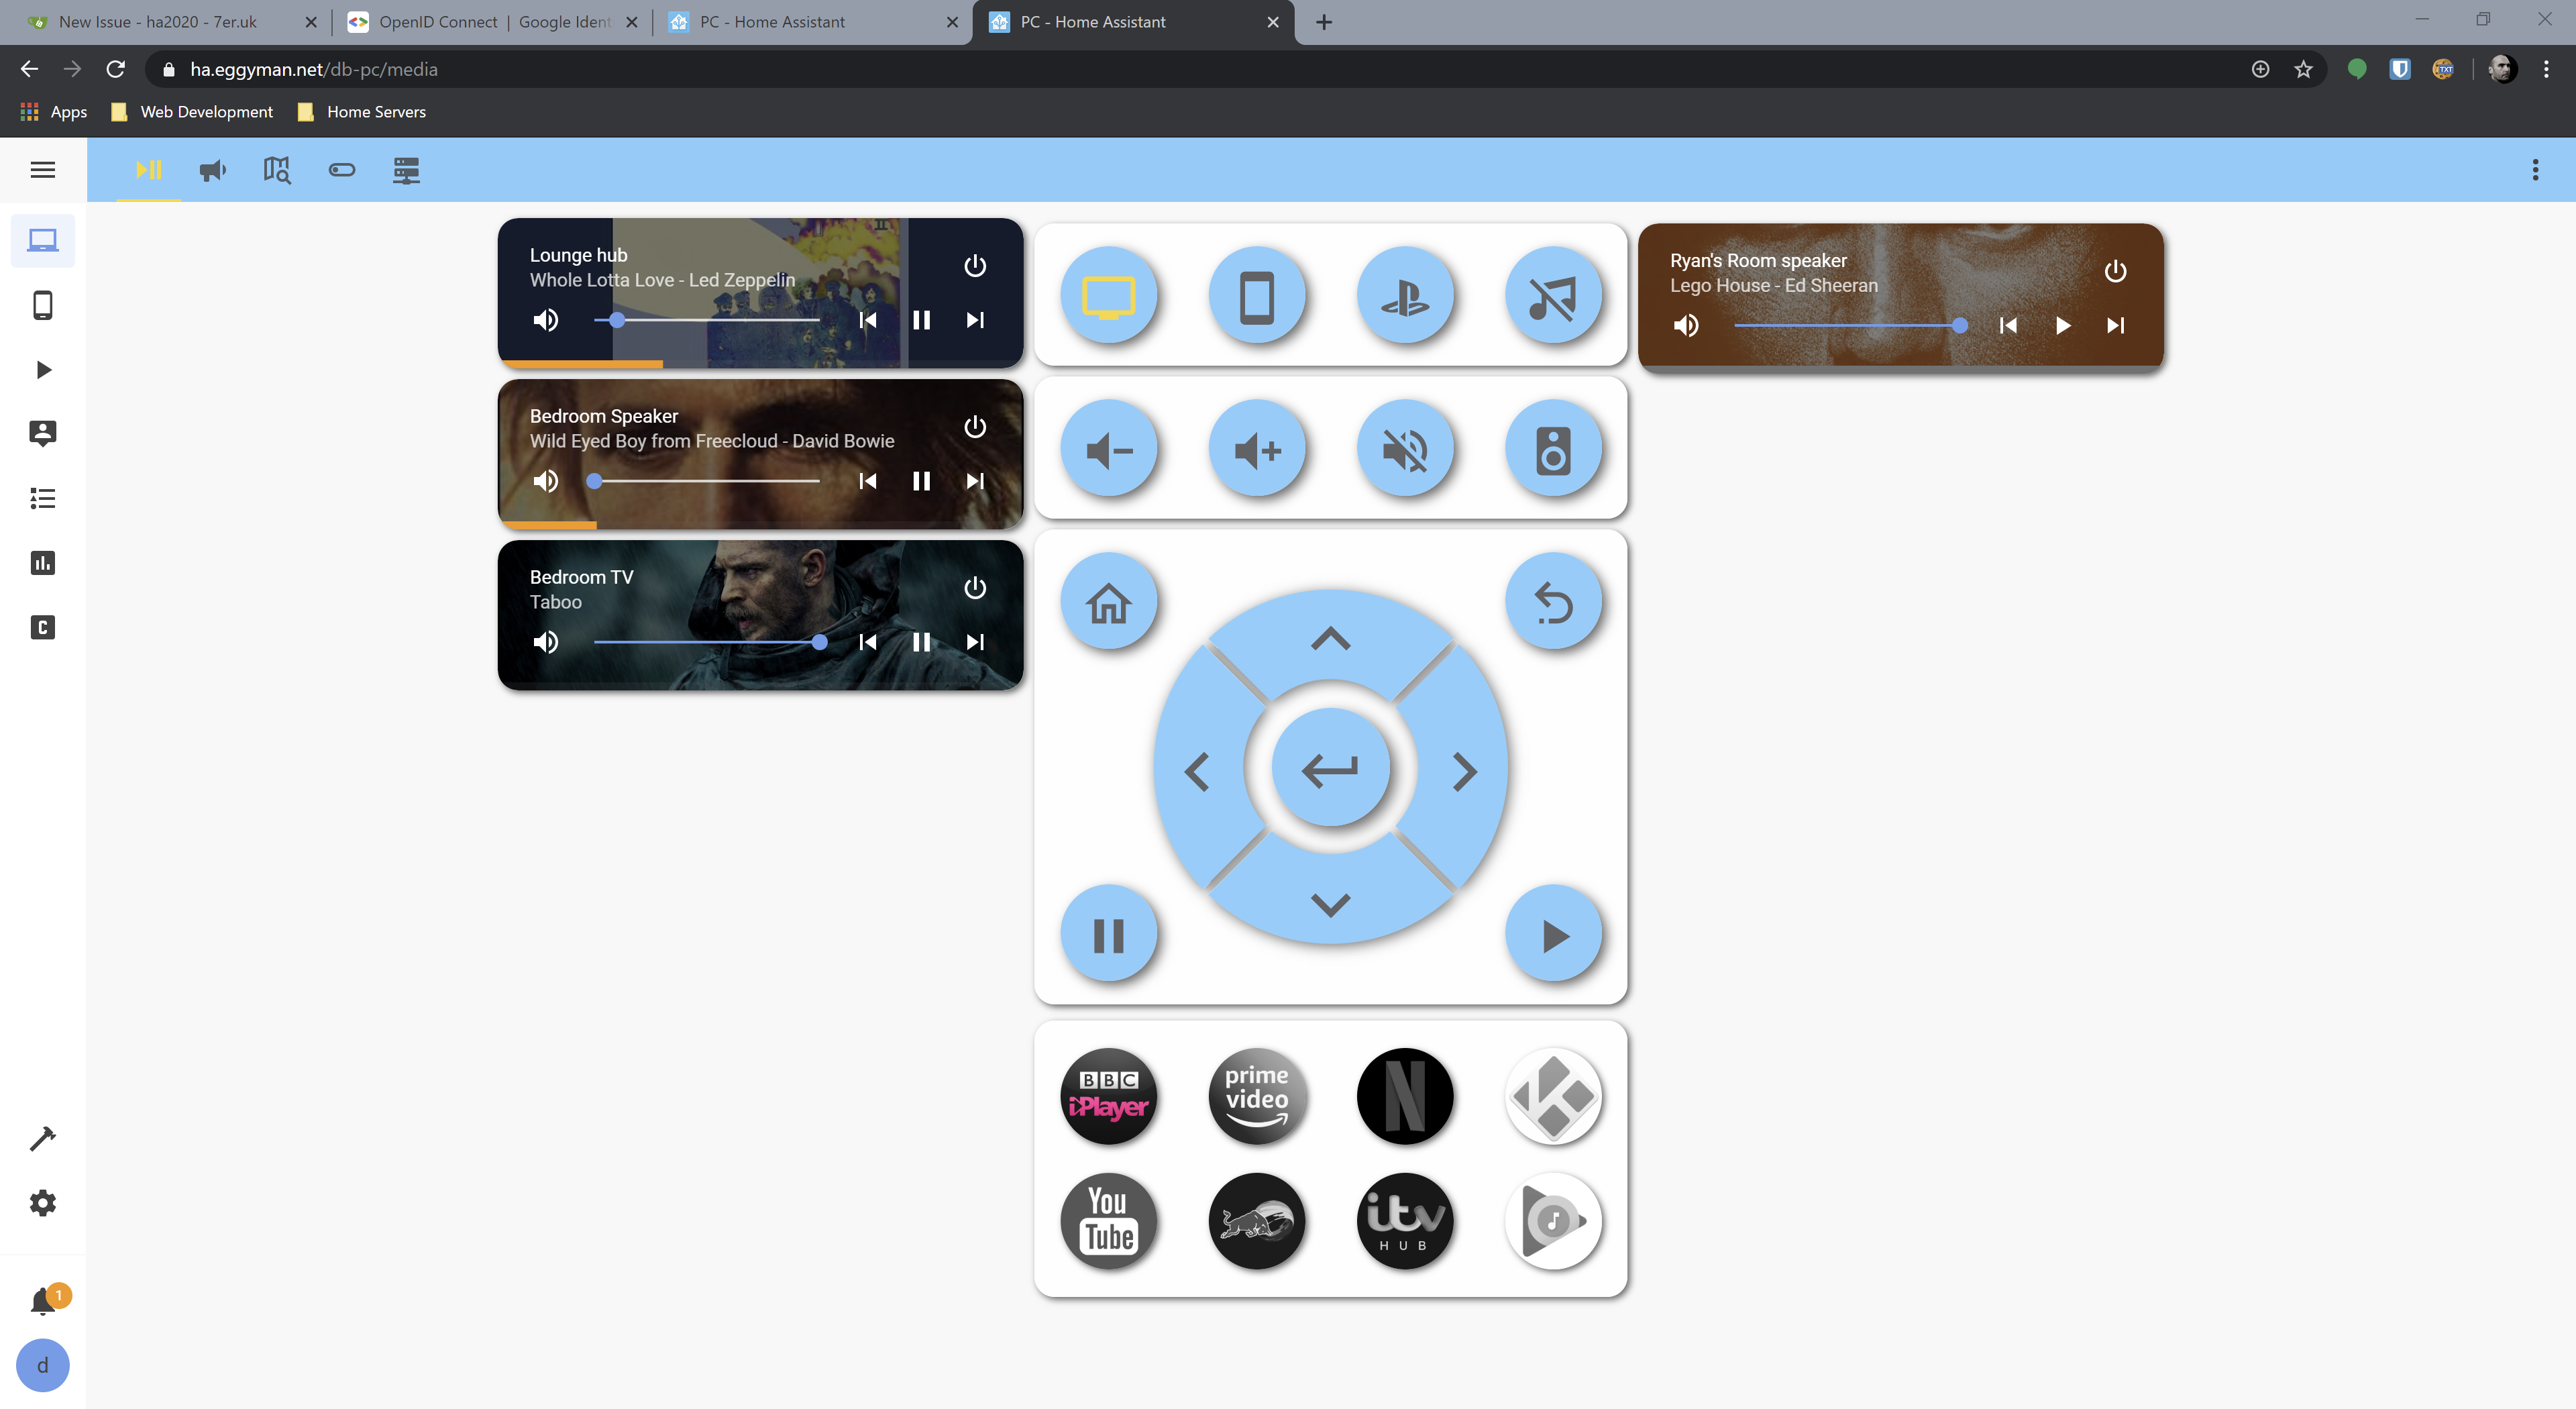 New Issue - ha2020 - 7er.uk
OpenID Connect | Google Ident
PC - Home Assistant
PC - Home Assistant
ha.eggyman.net/db-pc/media
TXT
Apps
Web Development
Home Servers
Lounge hub
Whole Lotta Love - Led Zeppelin
Ryan's Room speaker
Lego House - Ed Sheeran
Bedroom Speaker
Wild Eyed Boy from Freecloud - David Bowie
Bedroom TV
Taboo
C
BBC
iPlayer
prime
video
N
You
Tube
itv
HUB
1
d